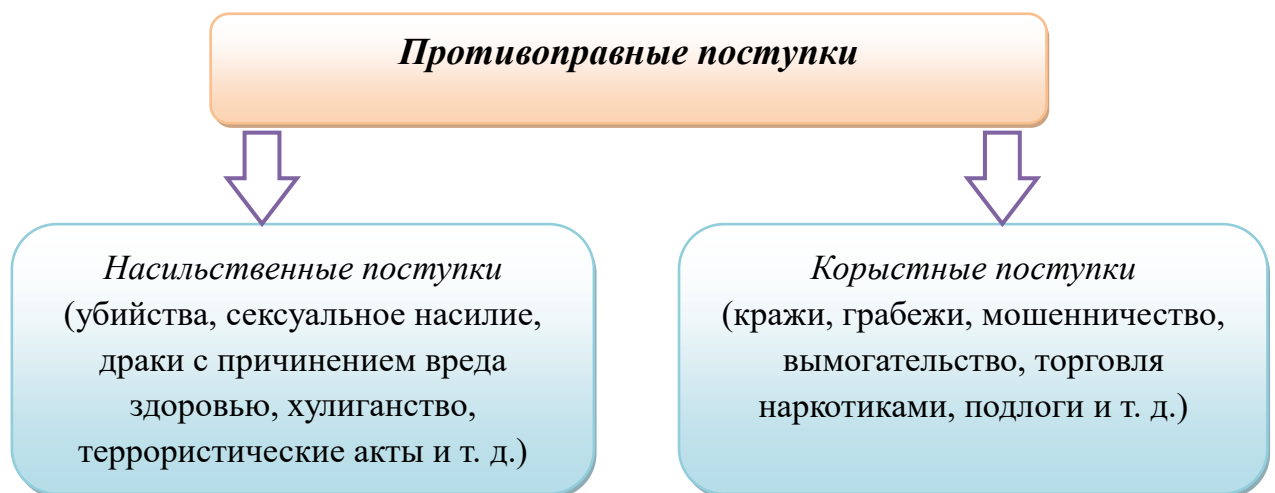 Противоправные поступки
Насильственные поступки
(убийства, сексуальное насилие,
драки с причинением вреда
здоровью, хулиганство,
террористические акты и т. д.)
Корыстные поступки
(кражи, грабежи, мошенничество,
вымогательство, торговля
наркотиками, подлоги и т. д.)